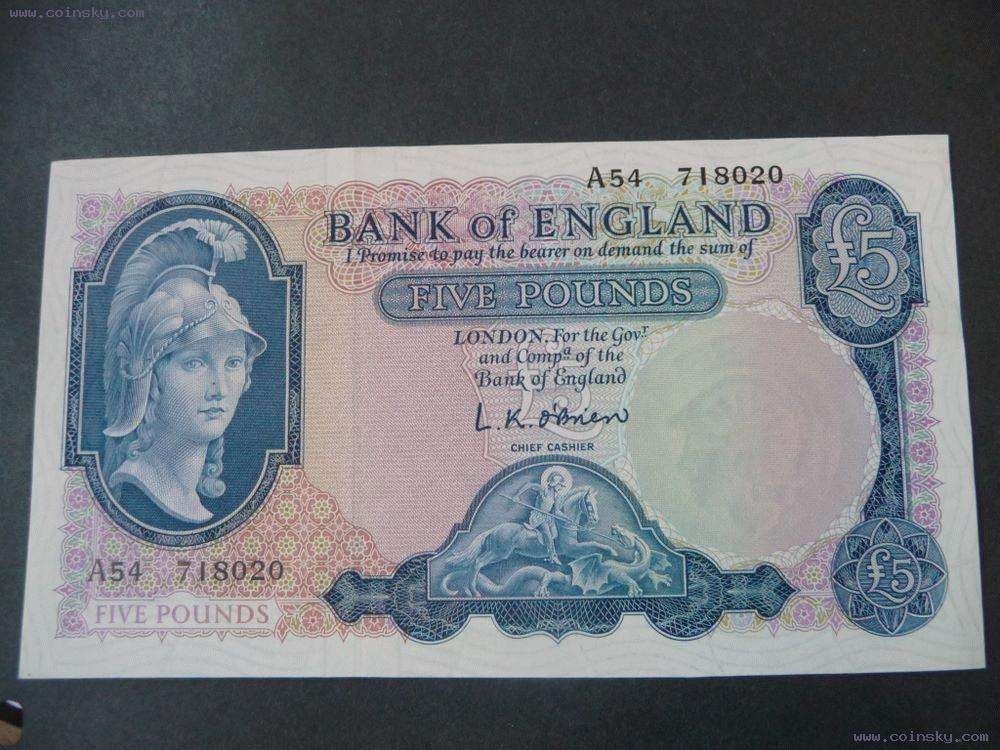 www.coinsky.com
A54 718020
£5
BANK of ENGLAND
I Promise to pay the bearer on demand the sum of
FIVE POUNDS
LONDON, For the Govr
and Compa of the
Bank of England
£5
L.K. O'Brien
CHIEF CASHIER
A54 718020
£5
FIVE POUNDS
www.coinsky.com